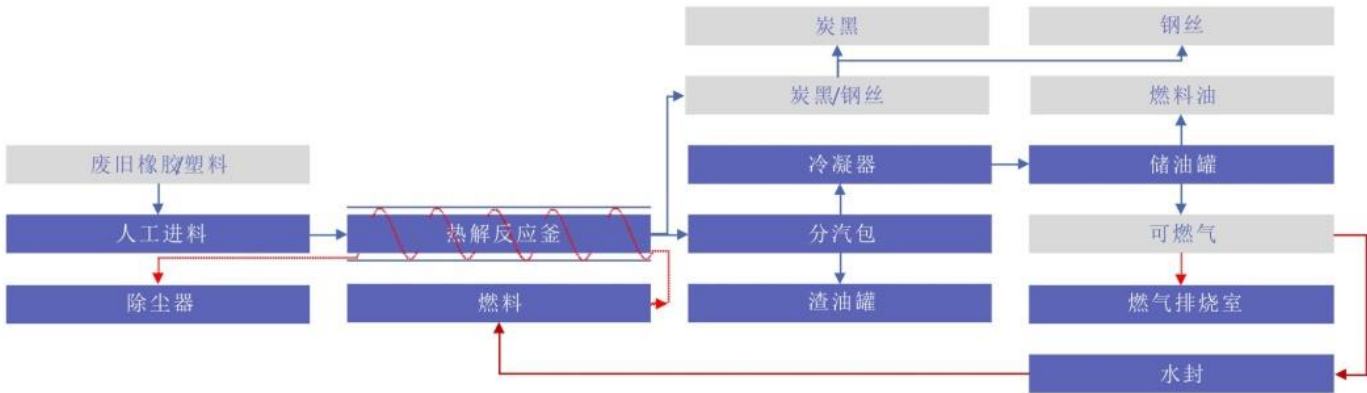 炭黑
钢丝
炭黑/钢丝
燃料油
废旧橡胶/塑料
冷凝器
储油罐
人工进料
热解反应釜
分汽包
可燃气
除尘器
燃料
渣油罐
燃气排烧室
水封